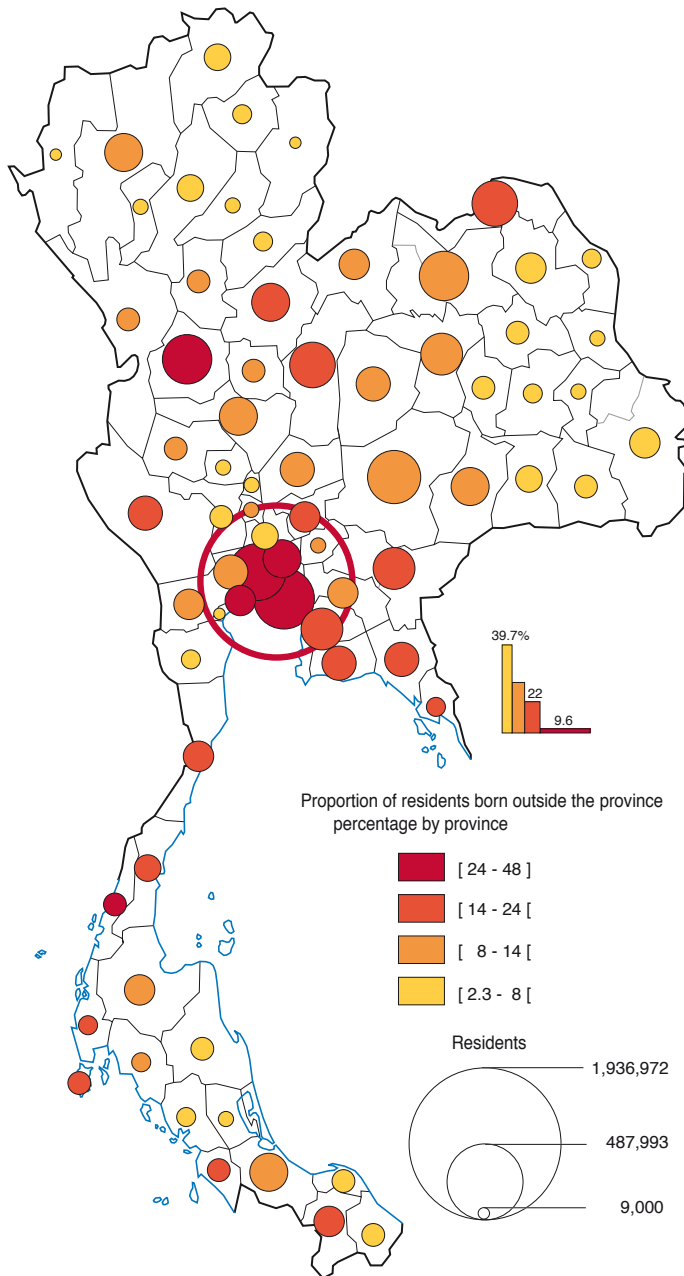 39.7%
22
9.6
Proportion of residents born outside the province
percentage by province
[ 24 - 48 ]
[ 14 - 24 [
[ 8 - 14 [
[ 2.3 - 8 [
Residents
1,936,972
487,993
9,000